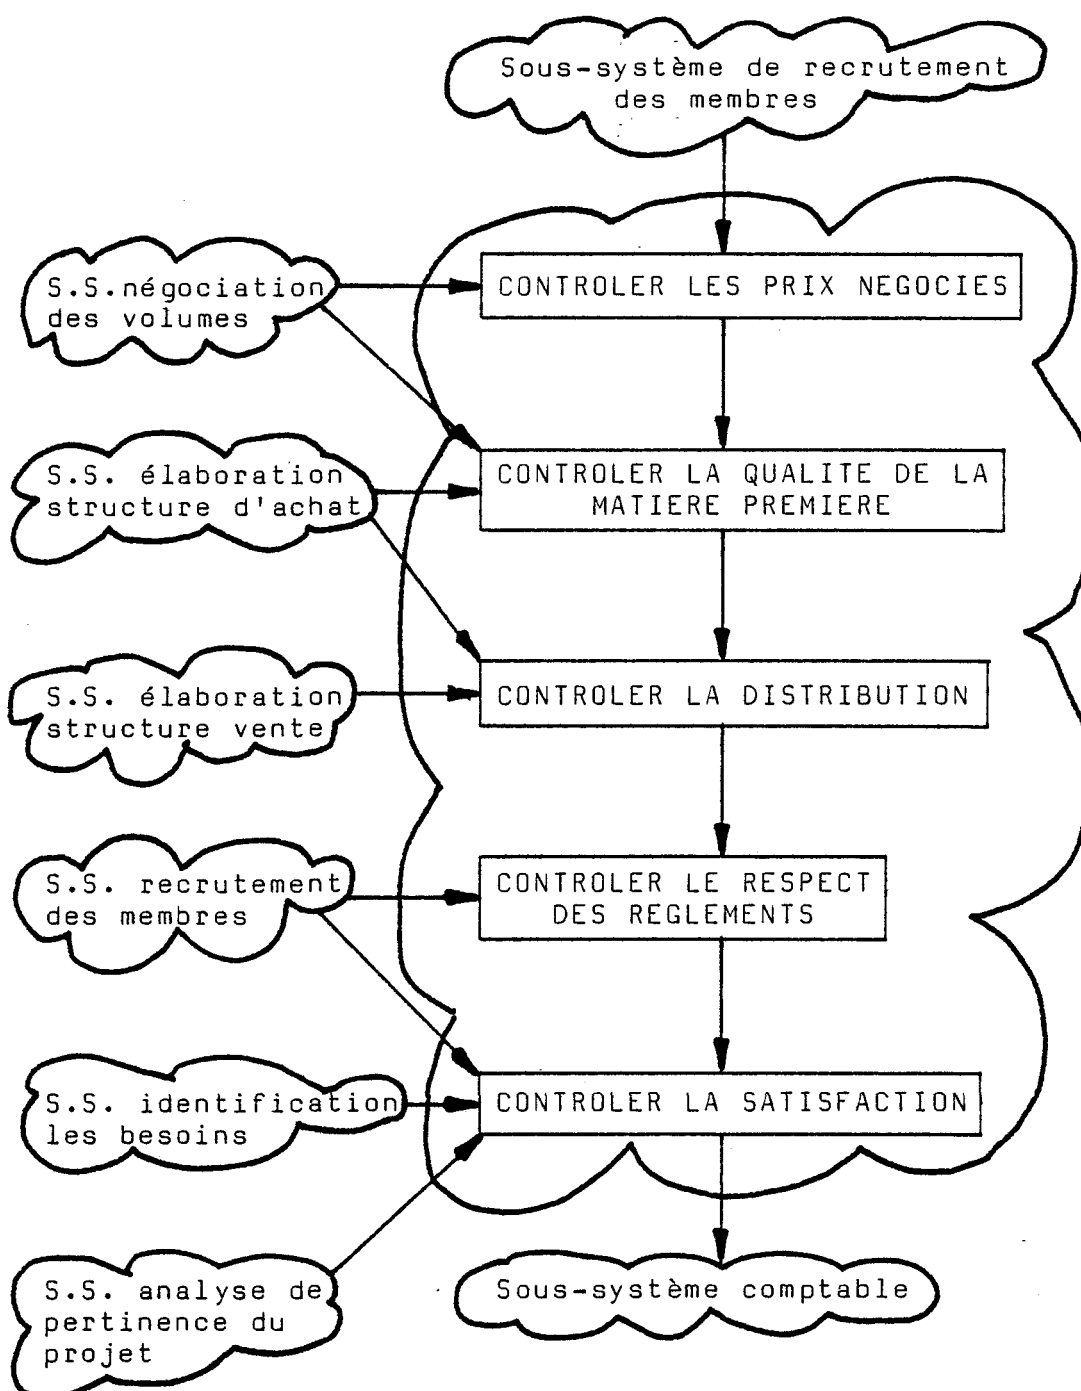 Sous-système de recrutement
des membres
S.S.négociation
des volumes
CONTROLER LES PRIX NEGOCIES
S.S. élaboration
structure d'achat
CONTROLER LA QUALITE DE LA
MATIERE PREMIERE
S.S. élaboration
structure vente
CONTROLER LA DISTRIBUTION
S.S. recrutement
des membres
CONTROLER LE RESPECT
DES REGLEMENTS
S.S. identification
les besoins
CONTROLER LA SATISFACTION
S.S. analyse de
pertinence du
projet
Sous-système comptable